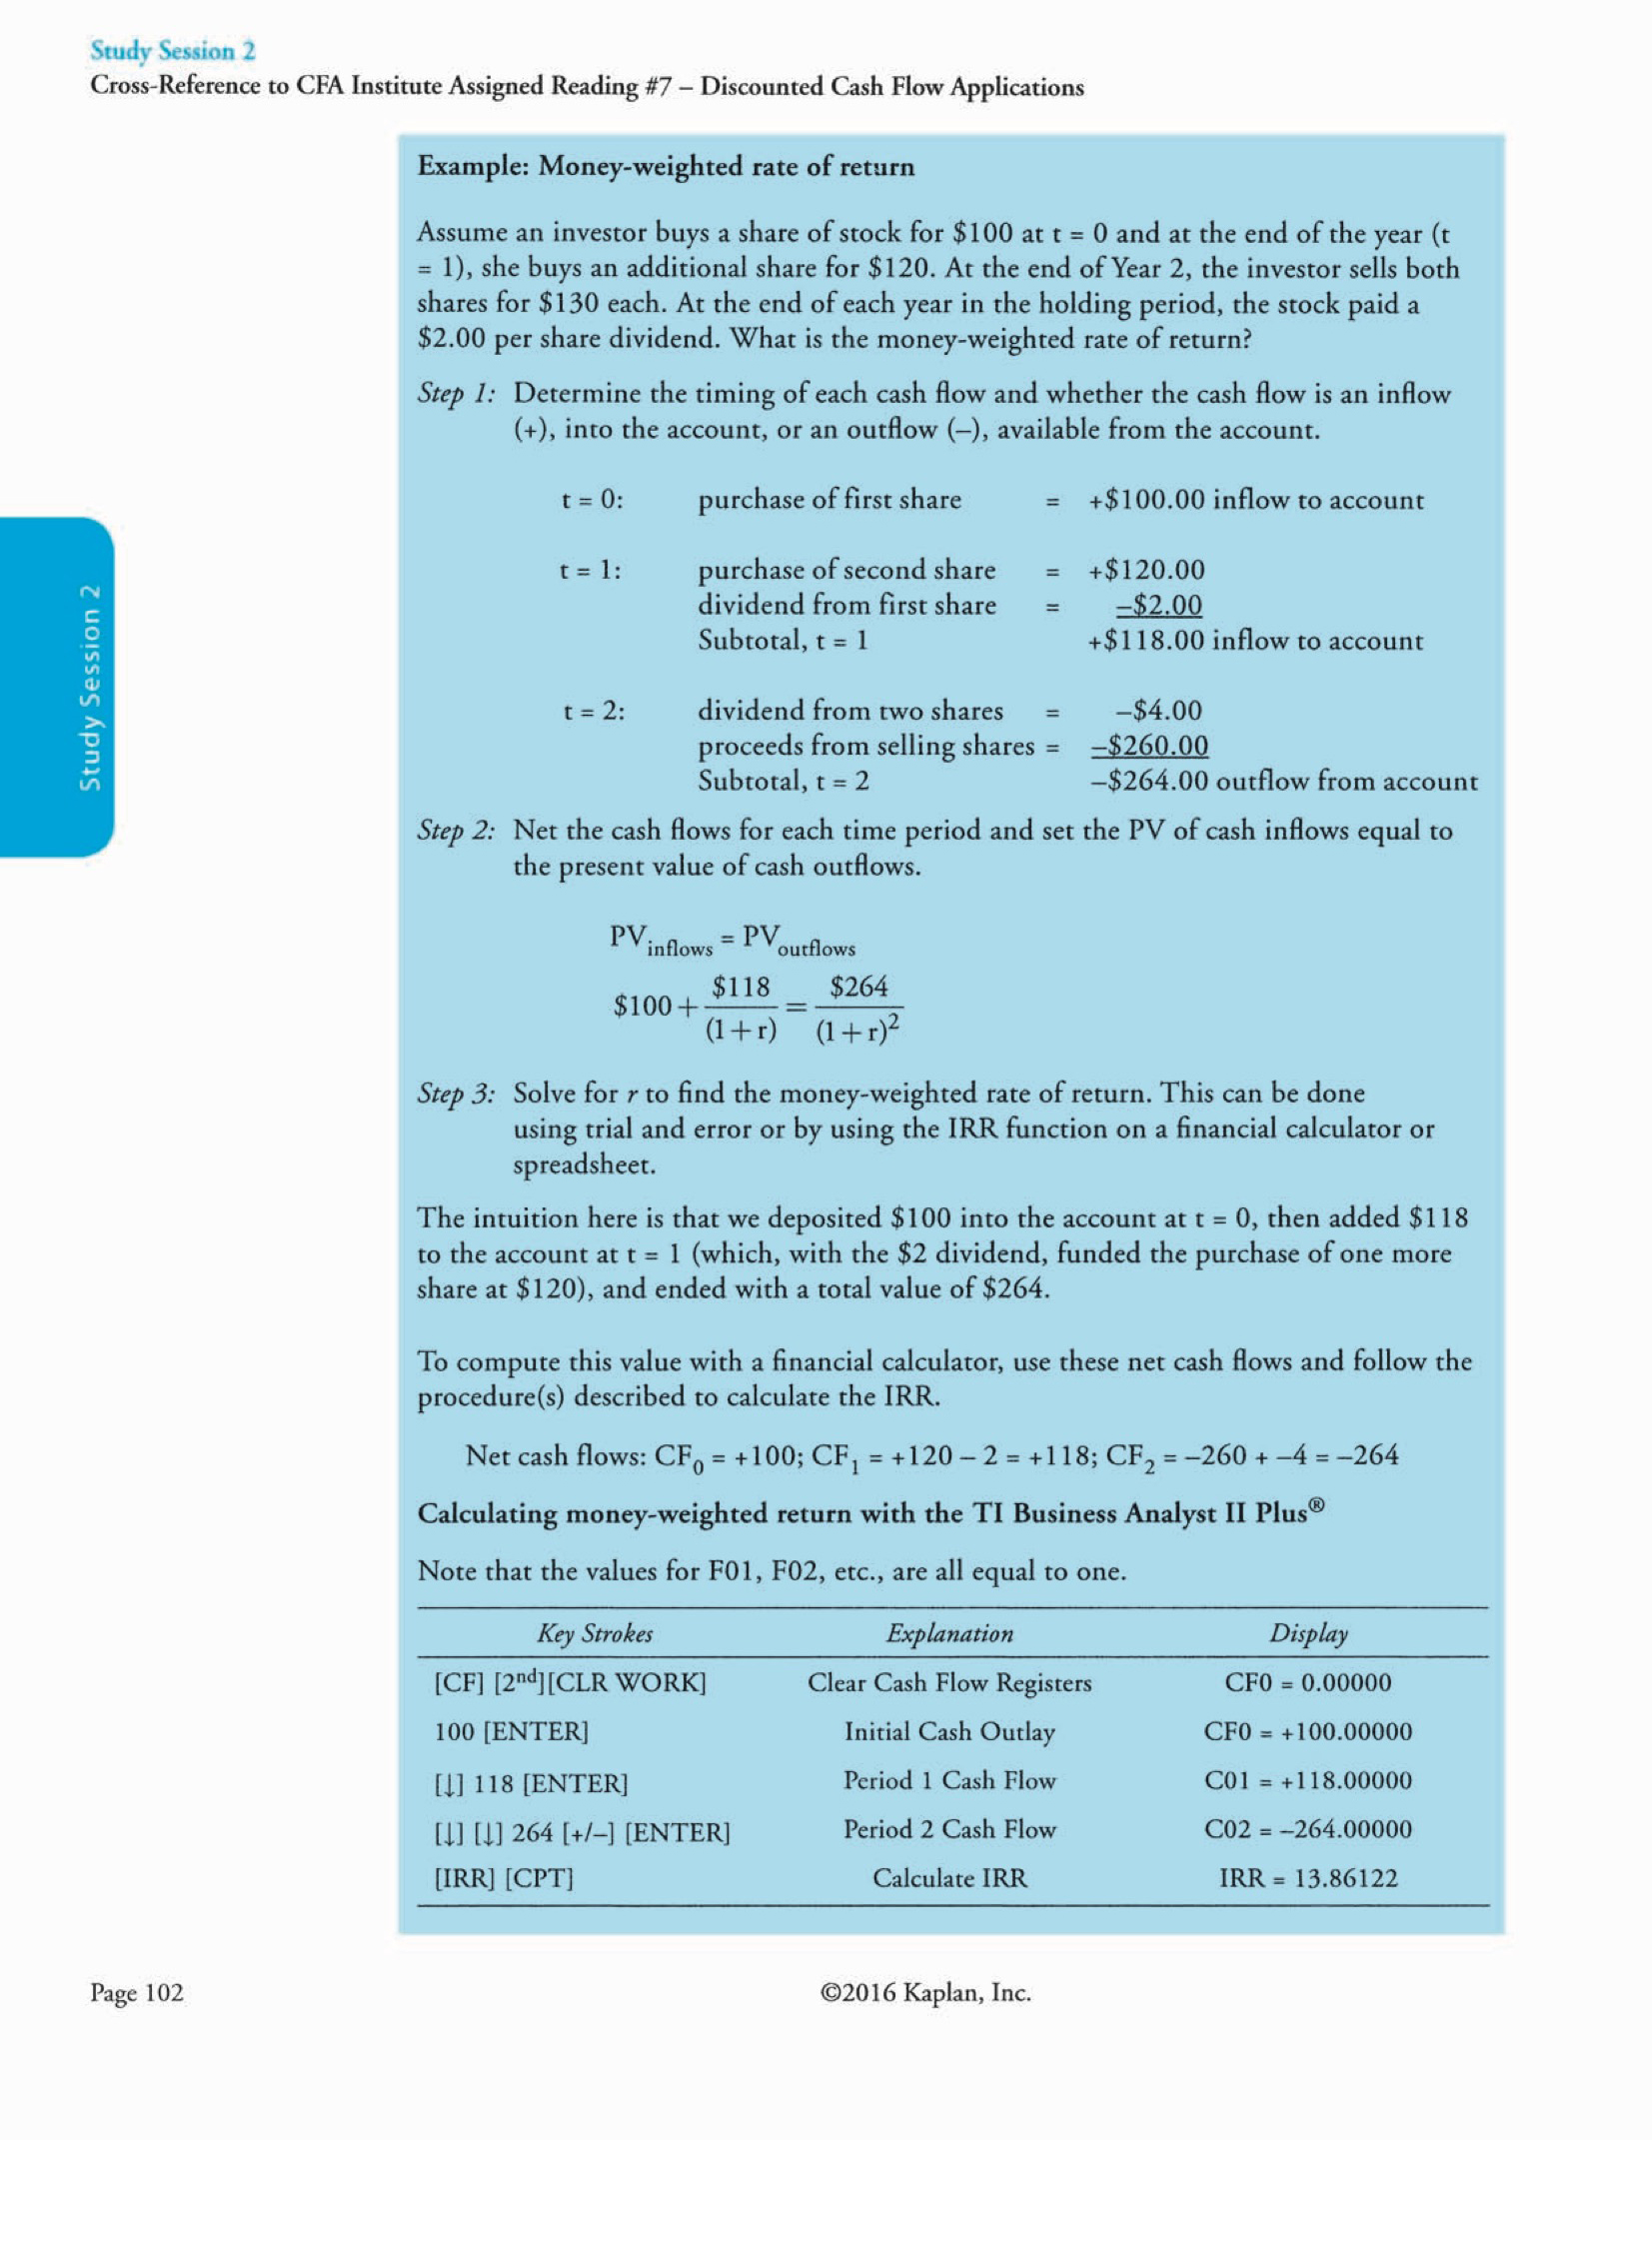 Study Session 2
Cross-Reference to CFA Institute Assigned Reading #7 – Discounted Cash Flow Applications
Example: Money-weighted rate of return
Assume an investor buys a share of stock for $100 at t = 0 and at the end of the year (t
= 1), she buys an additional share for $120. At the end of Year 2, the investor sells both
shares for $130 each. At the end of each year in the holding period, the stock paid a
$2.00 per share dividend. What is the money-weighted rate of return?
Step 1: Determine the timing of each cash flow and whether the cash flow is an inflow
(+), into the account, or an outflow (–), available from the account.
t = 0: purchase of first share = +$100.00 inflow to account
t = 1: purchase of second share = +$120.00
dividend from first share = –$2.00
Subtotal, t = 1 +$118.00 inflow to account
t = 2: dividend from two shares = –$4.00
proceeds from selling shares = –$260.00
Subtotal, t = 2 –$264.00 outflow from account
Study Session 2
Step 2: Net the cash flows for each time period and set the PV of cash inflows equal to
the present value of cash outflows.
PV inflows = PV outflows
$100 + $118/(1+r) = $264/(1+r)²
Step 3: Solve for r to find the money-weighted rate of return. This can be done
using trial and error or by using the IRR function on a financial calculator or
spreadsheet.
The intuition here is that we deposited $100 into the account at t = 0, then added $118
to the account at t = 1 (which, with the $2 dividend, funded the purchase of one more
share at $120), and ended with a total value of $264.
To compute this value with a financial calculator, use these net cash flows and follow the
procedure(s) described to calculate the IRR.
Net cash flows: CF₀ = +100; CF₁ = +120 – 2 = +118; CF₂ = –260 + –4 = –264
Calculating money-weighted return with the TI Business Analyst II Plus®
Note that the values for F01, F02, etc., are all equal to one.
Key Strokes Explanation Display
[CF] [2nd][CLR WORK] Clear Cash Flow Registers CF0 = 0.00000
100 [ENTER] Initial Cash Outlay CF0 = +100.00000
[↓] 118 [ENTER] Period 1 Cash Flow C01 = +118.00000
[↓] [↓] 264 [+/–] [ENTER] Period 2 Cash Flow C02 = –264.00000
[IRR] [CPT] Calculate IRR IRR = 13.86122
Page 102 ©2016 Kaplan, Inc.